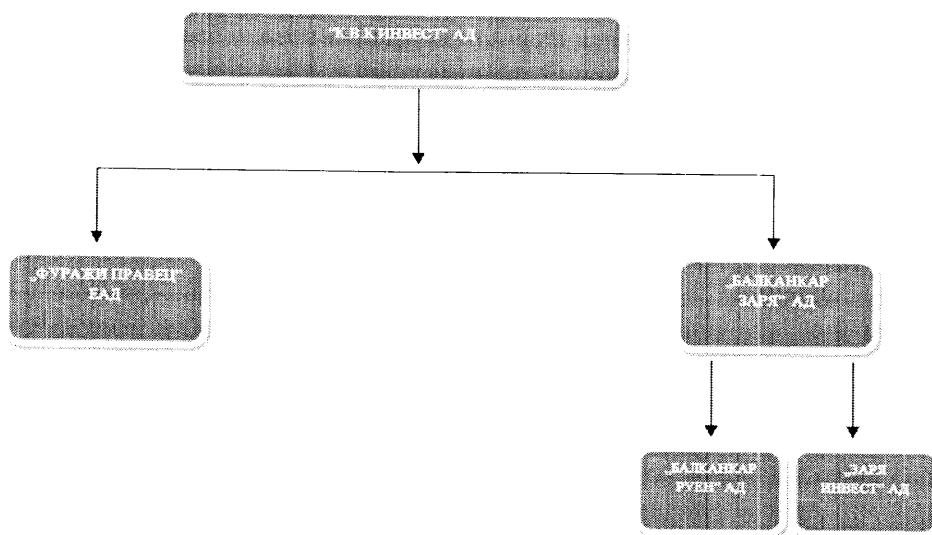 "К В К ИНВЕСТ" АД
„ФУРАЖИ ПРАВЕЦ"
ЕАД
„БАЛКАНКАР
ЗАРЯ" АД
„БАЛКАНКАР
РУЕН" АД
„ЗАРЯ
ИНВЕСТ" АД